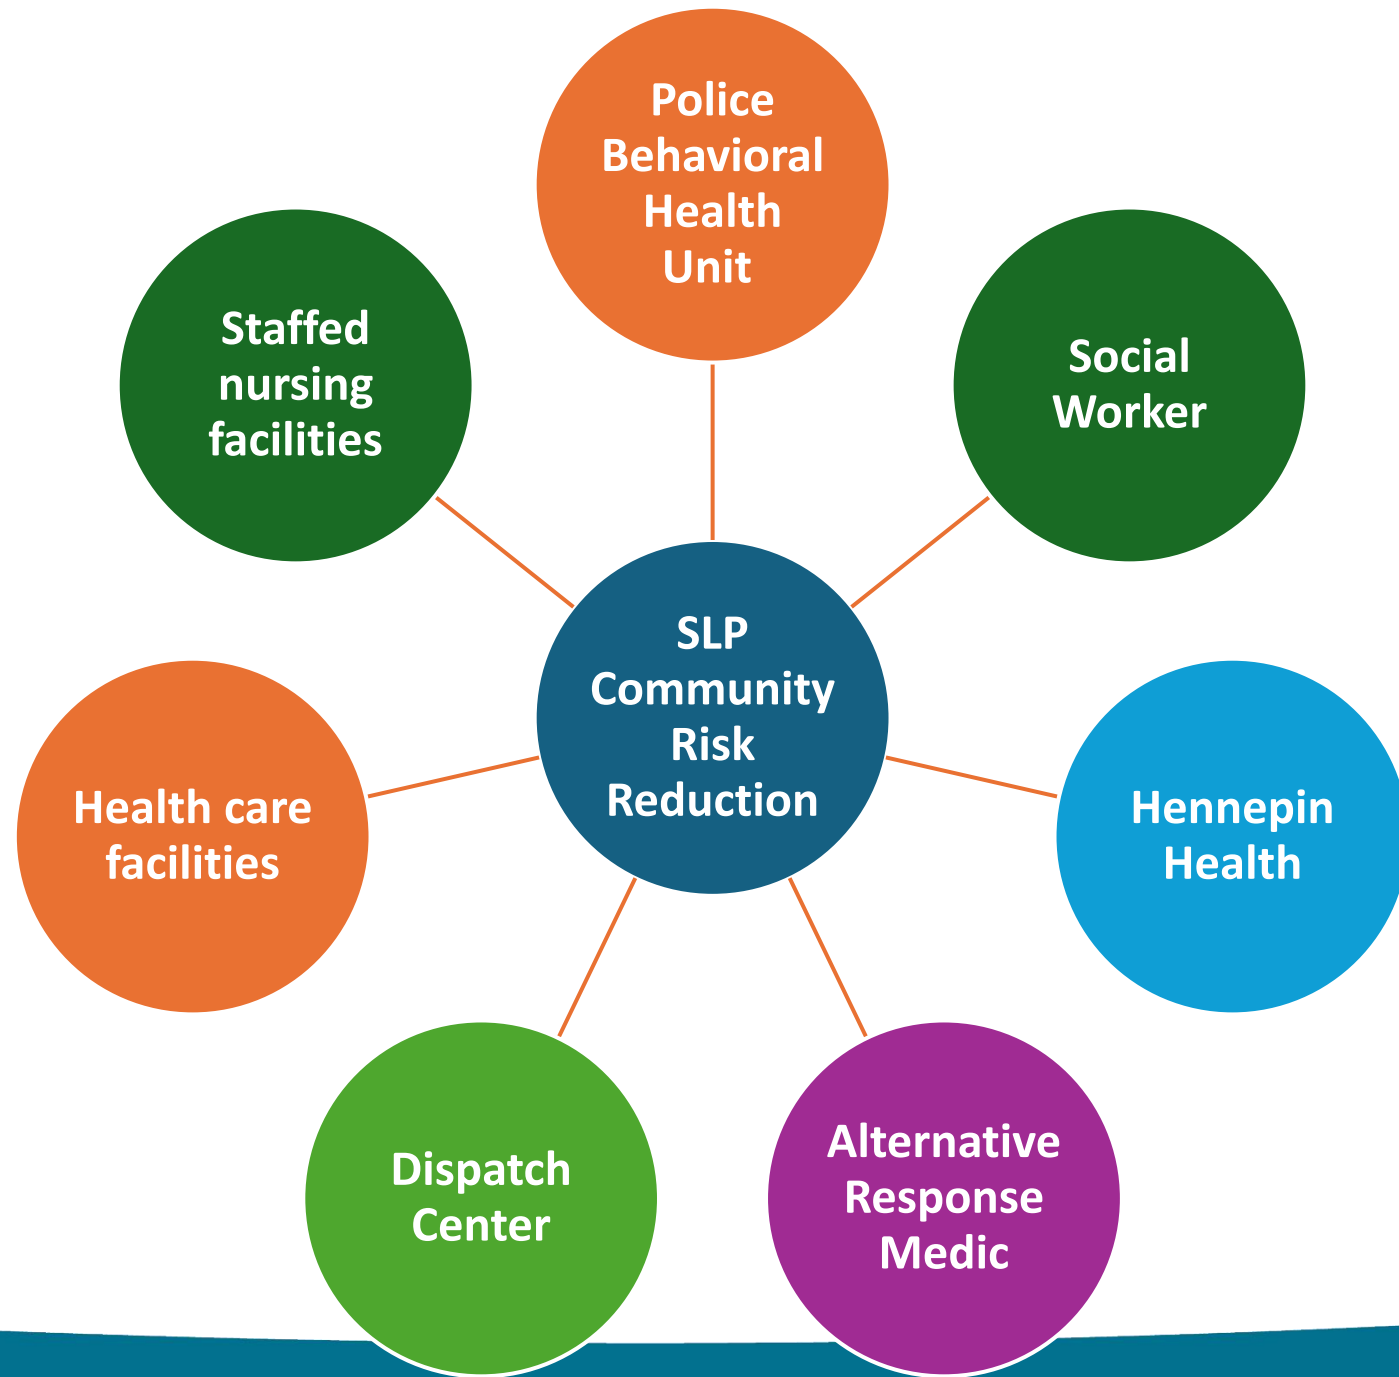 Police
Behavioral
Health
Unit
Social
Worker
Hennepin
Health
Alternative
Response
Medic
Dispatch
Center
Health care
facilities
Staffed
nursing
facilities
SLP
Community
Risk
Reduction